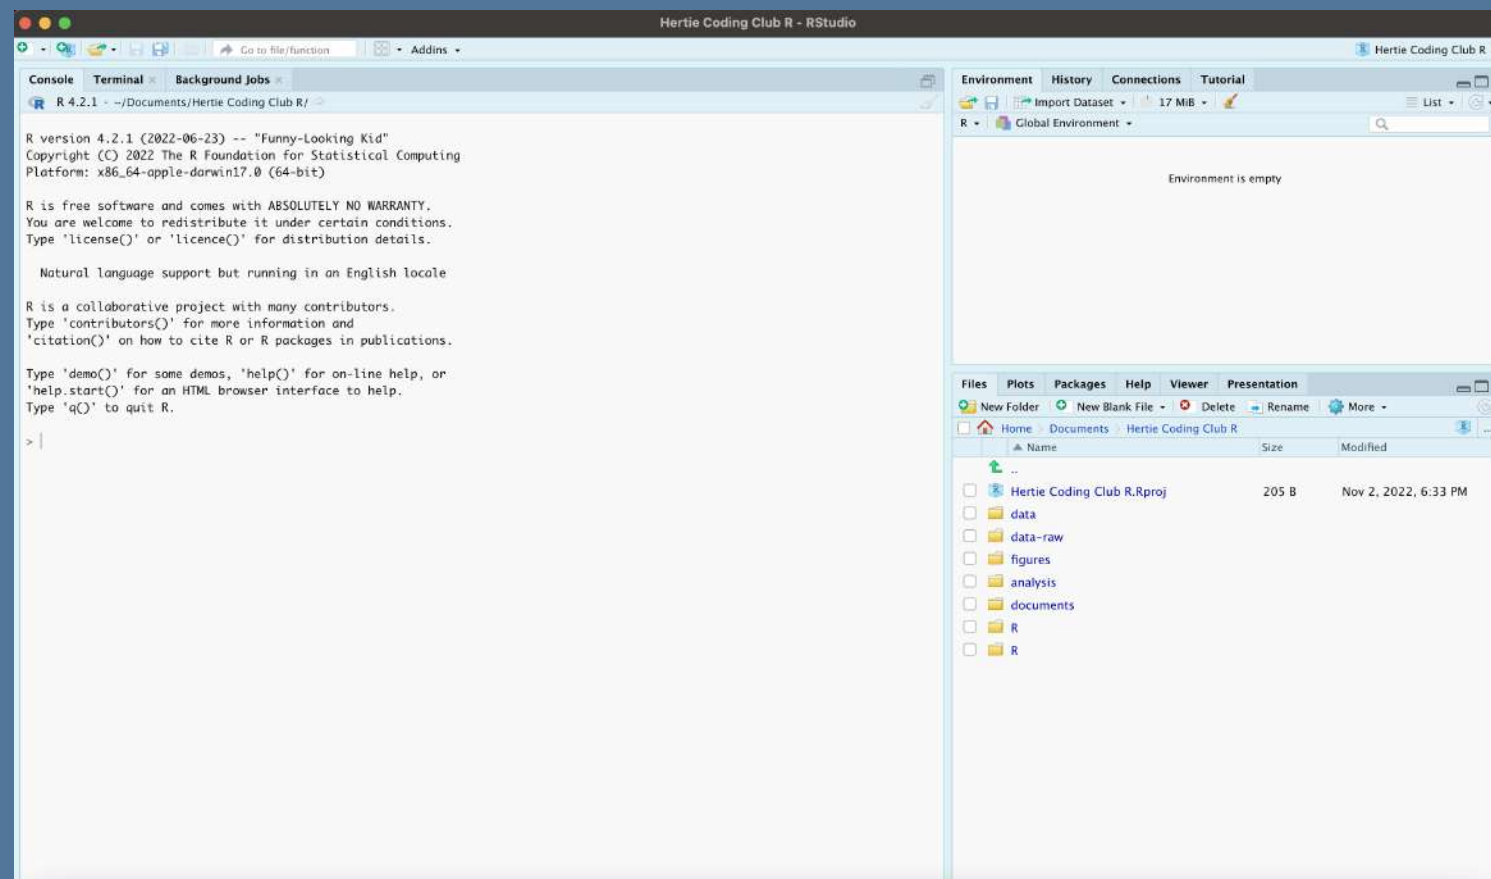 Hertie Coding Club R - RStudio
Go to file/function
Addins
Hertie Coding Club R
Console Terminal Background Jobs
R 4.2.1 · ~/Documents/Hertie Coding Club R/
R version 4.2.1 (2022-06-23) -- "Funny-Looking Kid"
Copyright (C) 2022 The R Foundation for Statistical Computing
Platform: x86_64-apple-darwin17.0 (64-bit)
R is free software and comes with ABSOLUTELY NO WARRANTY.
You are welcome to redistribute it under certain conditions.
Type 'license()' or 'licence()' for distribution details.
Natural language support but running in an English locale
R is a collaborative project with many contributors.
Type 'contributors()' for more information and
'citation()' on how to cite R or R packages in publications.
Type 'demo()' for some demos, 'help()' for on-line help, or
'help.start()' for an HTML browser interface to help.
Type 'q()' to quit R.
>
Environment History Connections Tutorial
Import Dataset 17 MiB List
R Global Environment
Environment is empty
Files Plots Packages Help Viewer Presentation
New Folder New Blank File Delete Rename More
Home Documents Hertie Coding Club R
...
Name Size Modified
..
Hertie Coding Club R.Rproj 205 B Nov 2, 2022, 6:33 PM
data
data-raw
figures
analysis
documents
R
R